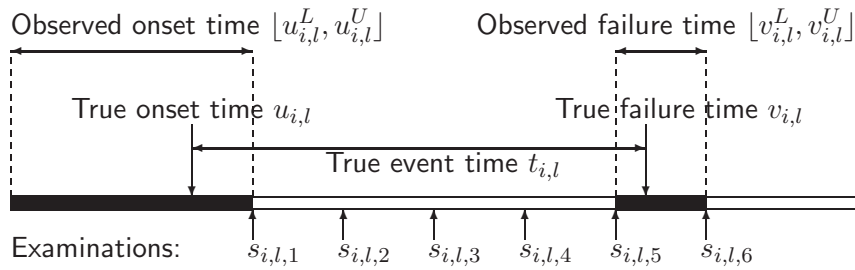 Observed onset time ⌊u^L_{i,l}, u^U_{i,l}⌋ Observed failure time ⌊v^L_{i,l}, v^U_{i,l}⌋
True onset time u_{i,l} True failure time v_{i,l}
True event time t_{i,l}
Examinations: s_{i,l,1} s_{i,l,2} s_{i,l,3} s_{i,l,4} s_{i,l,5} s_{i,l,6}